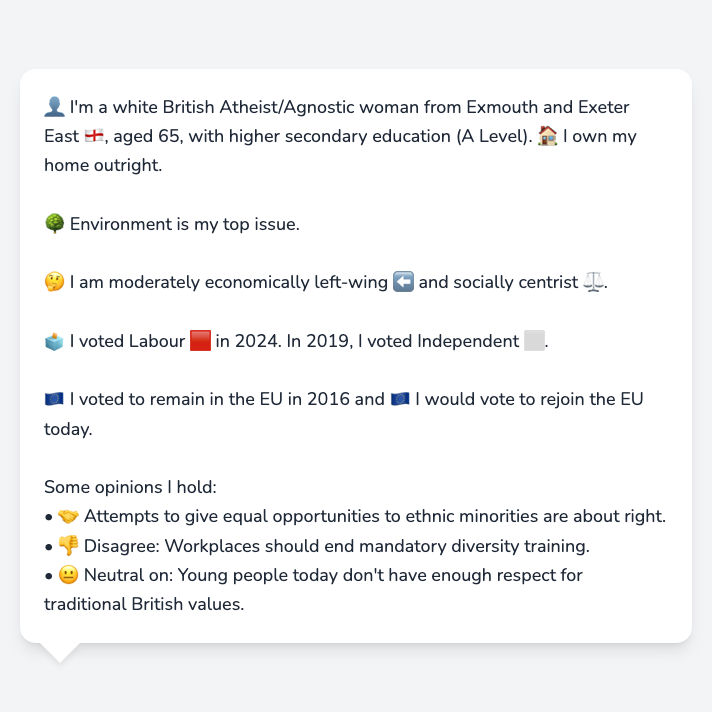 👤 I'm a white British Atheist/Agnostic woman from Exmouth and Exeter
East 🏴󠁧󠁢󠁥󠁮󠁧󠁿, aged 65, with higher secondary education (A Level). 🏠 I own my
home outright.
🌳 Environment is my top issue.
🤔 I am moderately economically left-wing ⬅️ and socially centrist ⚖️.
🗳️ I voted Labour 🟥 in 2024. In 2019, I voted Independent ⬜.
🇪🇺 I voted to remain in the EU in 2016 and 🇪🇺 I would vote to rejoin the EU
today.
Some opinions I hold:
• 🤝 Attempts to give equal opportunities to ethnic minorities are about right.
• 👎 Disagree: Workplaces should end mandatory diversity training.
• 😐 Neutral on: Young people today don't have enough respect for
traditional British values.